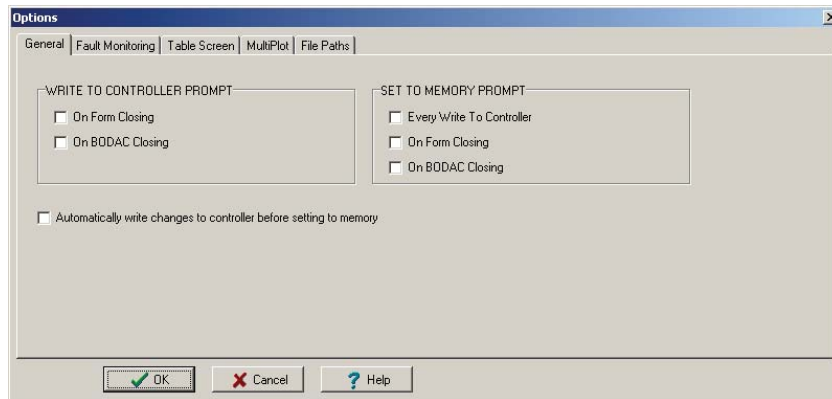 Options
General Fault Monitoring Table Screen MultiPlot File Paths
WRITE TO CONTROLLER PROMPT
On Form Closing
On BODAC Closing
SET TO MEMORY PROMPT
Every Write To Controller
On Form Closing
On BODAC Closing
Automatically write changes to controller before setting to memory
OK Cancel Help